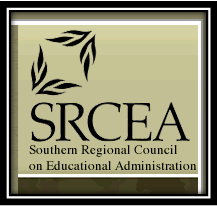 SRCEA
Southern Regional Council
on Educational Administration